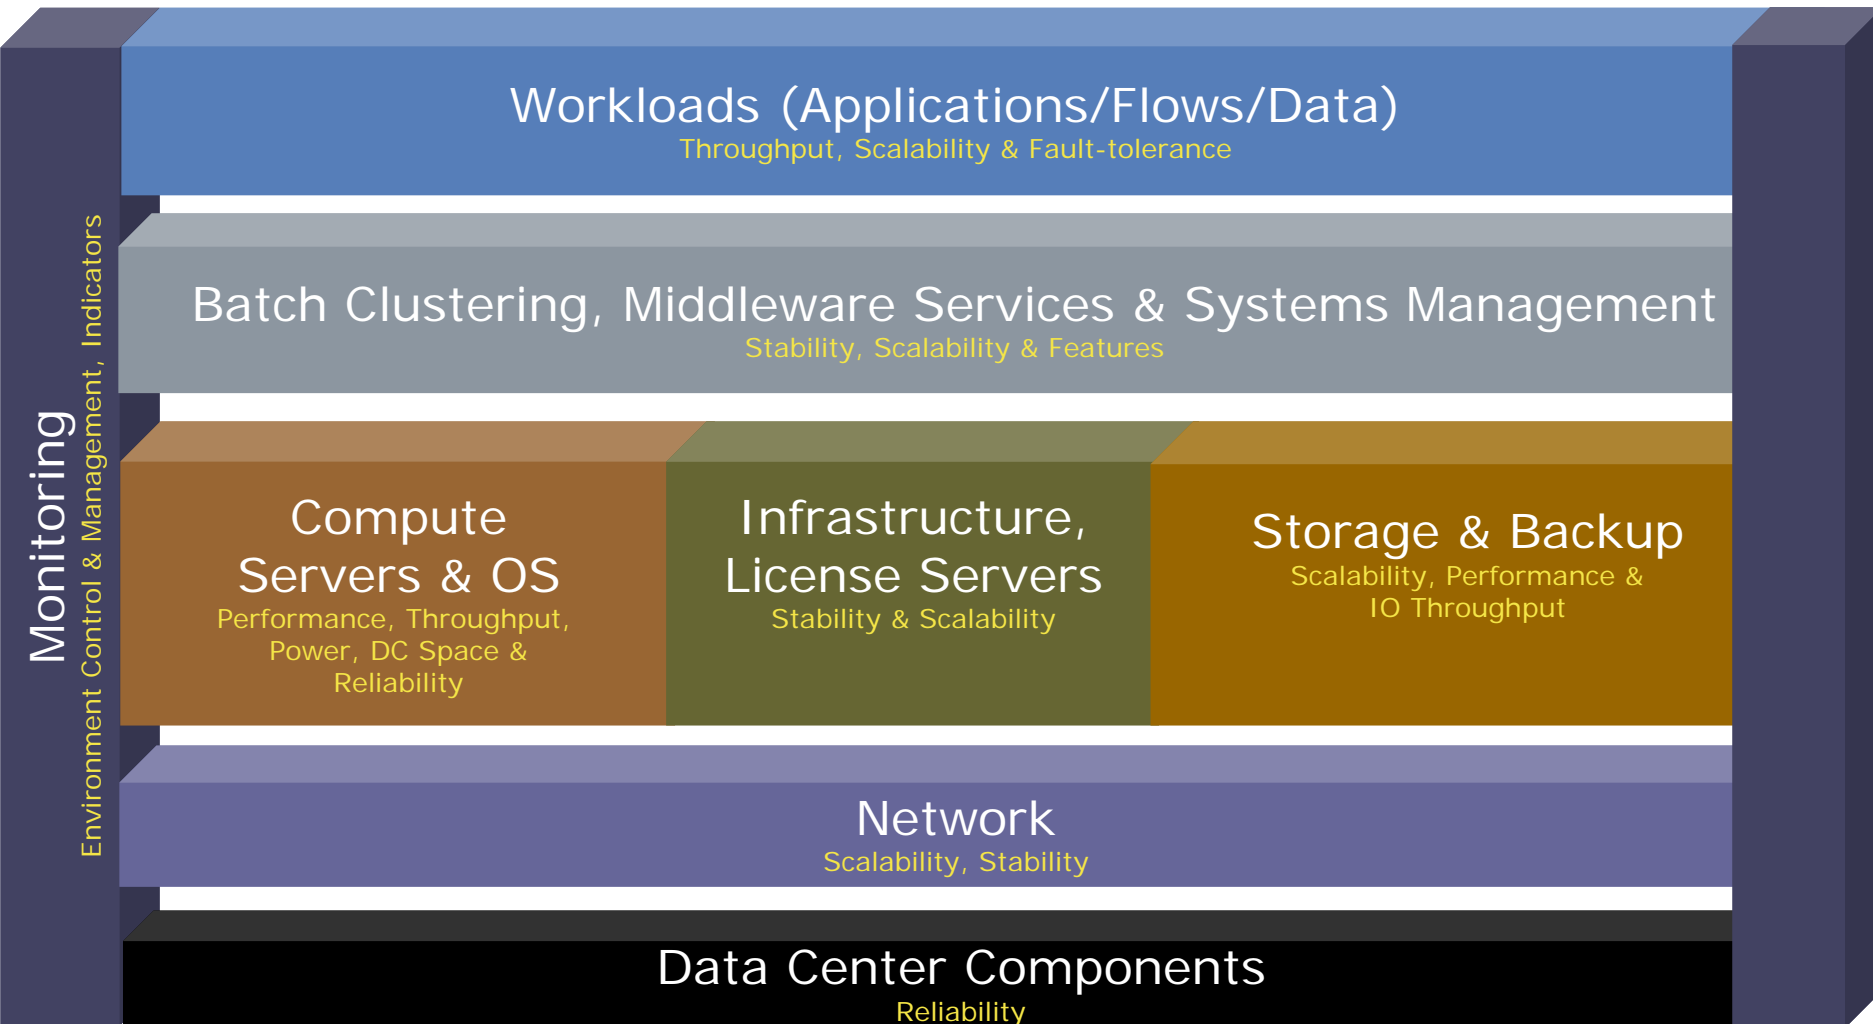 Workloads (Applications/Flows/Data)
Throughput, Scalability & Fault-tolerance
Batch Clustering, Middleware Services & Systems Management
Stability, Scalability & Features
Monitoring
Environment Control & Management, Indicators
Compute
Servers & OS
Performance, Throughput,
Power, DC Space &
Reliability
Infrastructure,
License Servers
Stability & Scalability
Storage & Backup
Scalability, Performance &
IO Throughput
Network
Scalability, Stability
Data Center Components
Reliability